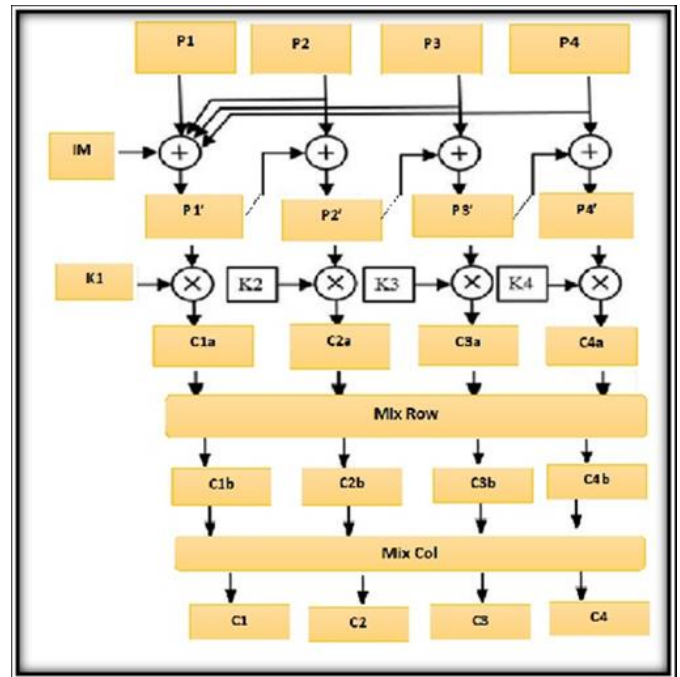 P1 P2 P3 P4
IM
P1' P2' P3' P4'
K1 K2 K3 K4
C1a C2a C3a C4a
Mix Row
C1b C2b C3b C4b
Mix Col
C1 C2 C3 C4